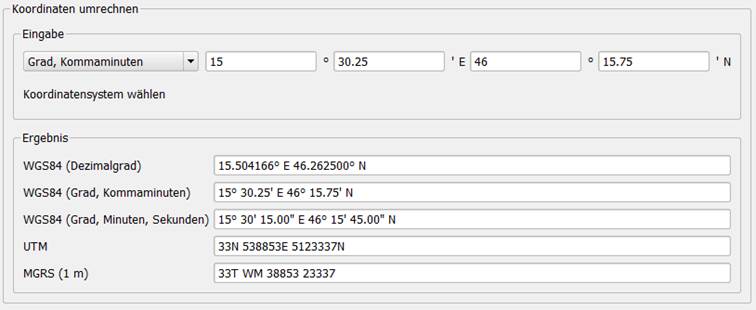 Koordinaten umrechnen
Eingabe
Grad, Kommaminuten 15 ° 30.25 ' E 46 ° 15.75 ' N
Koordinatensystem wählen
Ergebnis
WGS84 (Dezimalgrad) 15.504166° E 46.262500° N
WGS84 (Grad, Kommaminuten) 15° 30.25' E 46° 15.75' N
WGS84 (Grad, Minuten, Sekunden) 15° 30' 15.00" E 46° 15' 45.00" N
UTM 33N 538853E 5123337N
MGRS (1 m) 33T WM 38853 23337